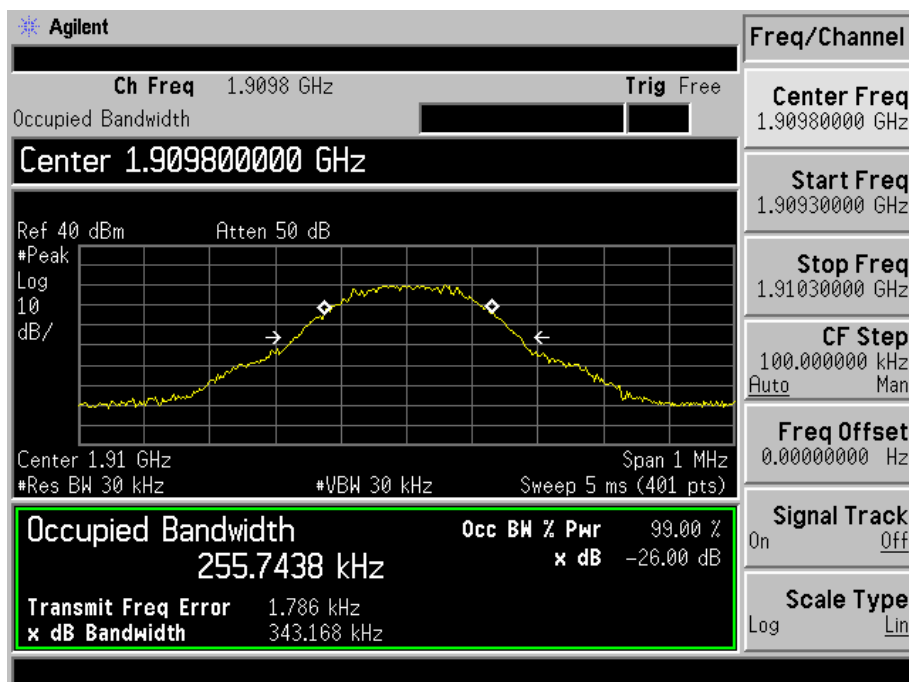 Agilent
Freq/Channel
Ch Freq 1.9098 GHz Trig Free
Occupied Bandwidth
Center 1.909800000 GHz
Ref 40 dBm Atten 50 dB
#Peak
Log
10
dB/
Center 1.91 GHz Span 1 MHz
#Res BW 30 kHz #VBW 30 kHz Sweep 5 ms (401 pts)
Occupied Bandwidth Occ BW % Pwr 99.00 %
255.7438 kHz x dB -26.00 dB
Transmit Freq Error 1.786 kHz
x dB Bandwidth 343.168 kHz
Center Freq
1.90980000 GHz
Start Freq
1.90930000 GHz
Stop Freq
1.91030000 GHz
CF Step
100.000000 kHz
Auto Man
Freq Offset
0.00000000 Hz
Signal Track
On Off
Scale Type
Log Lin